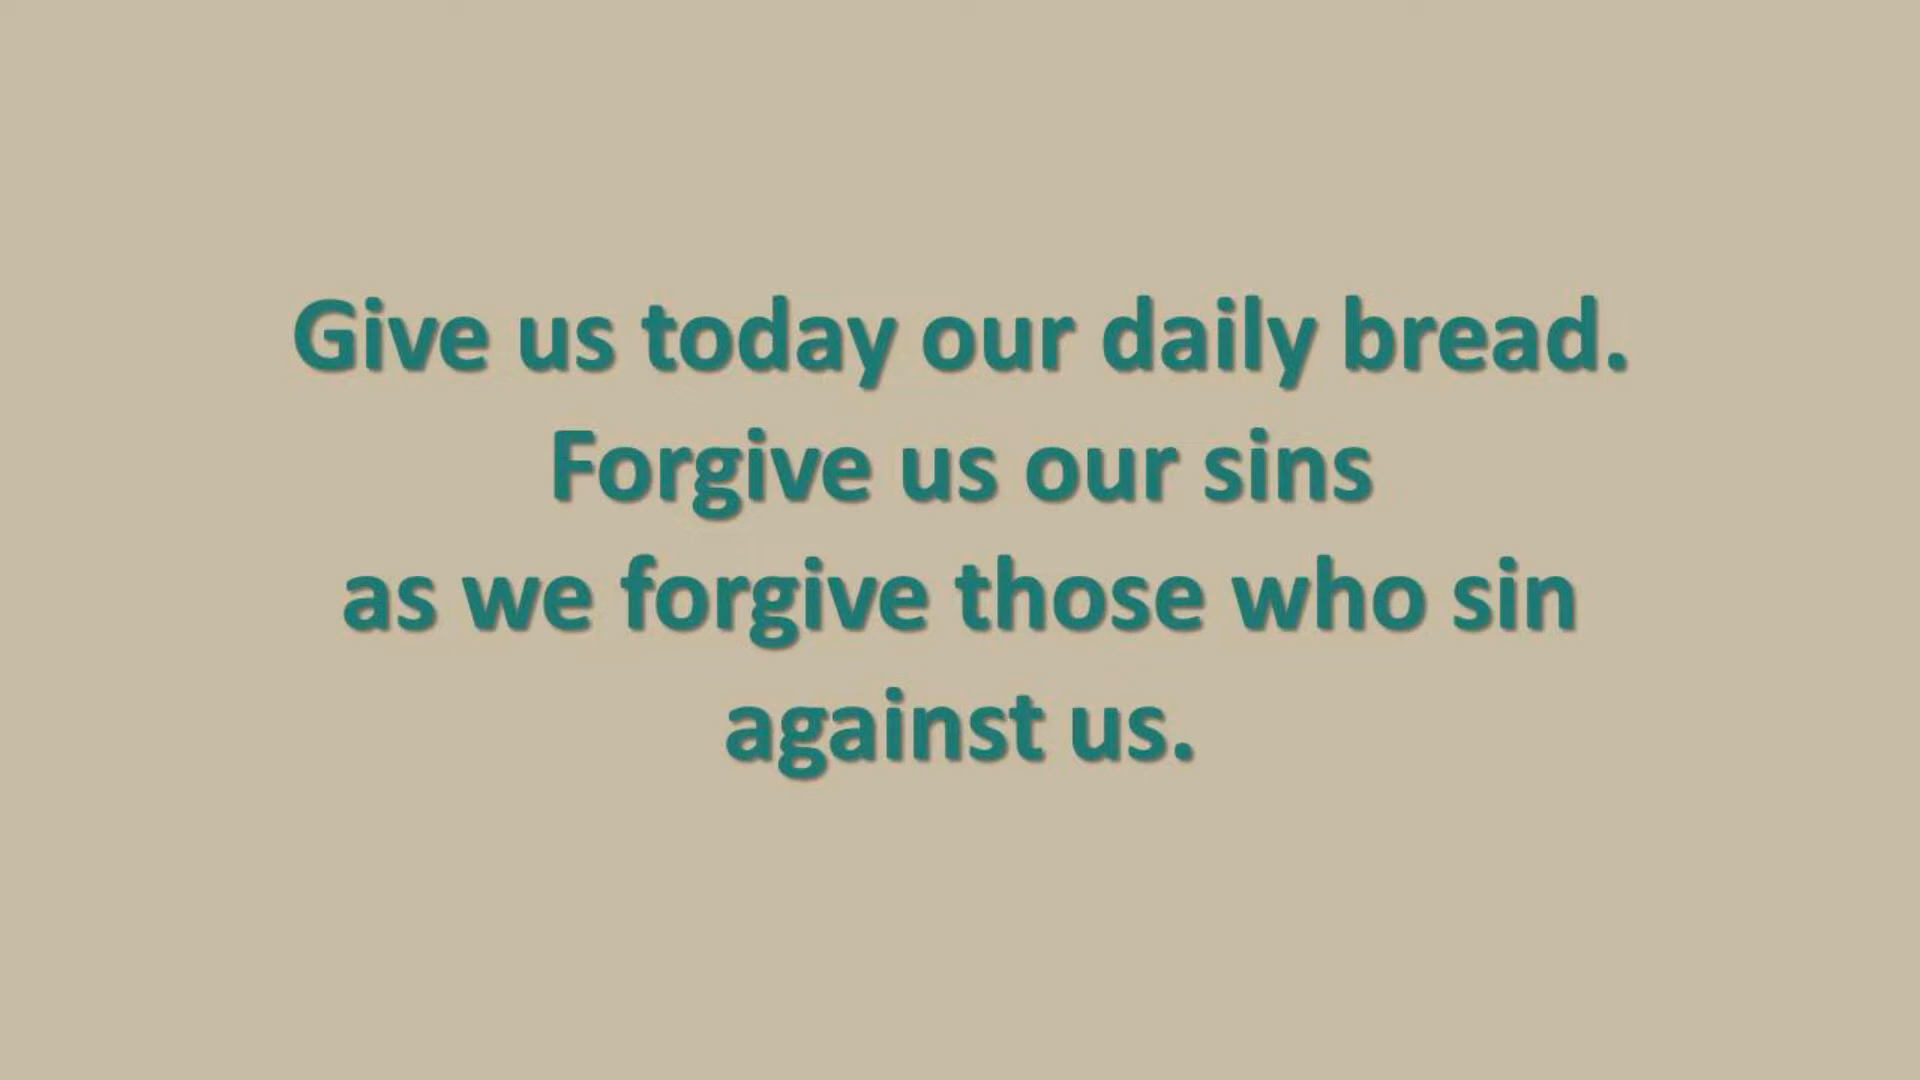 Give us today our daily bread.
Forgive us our sins
as we forgive those who sin
against us.